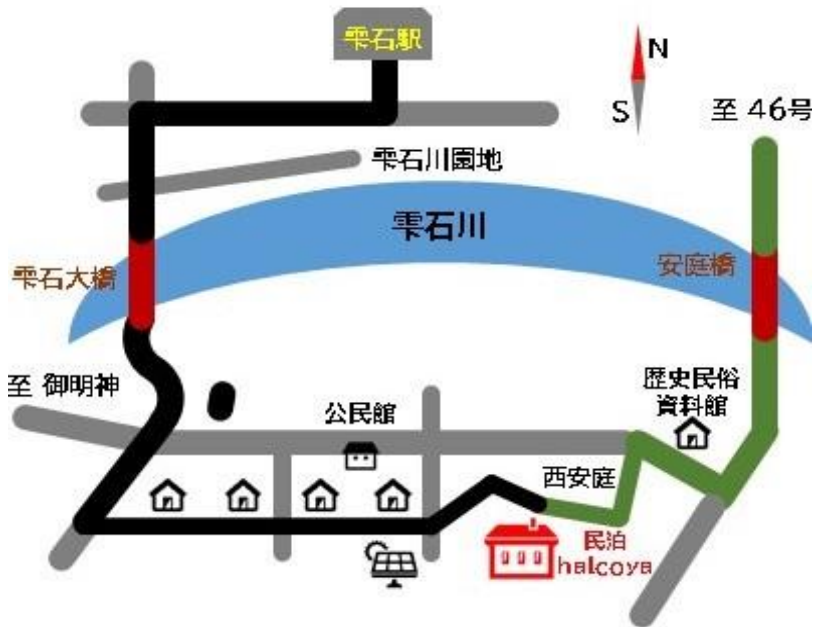 雫石駅
N
S
至 46号
雫石川園地
雫石川
雫石大橋
安庭橋
至 御明神
公民館
歴史民俗
資料館
西安庭
民泊
halcoya